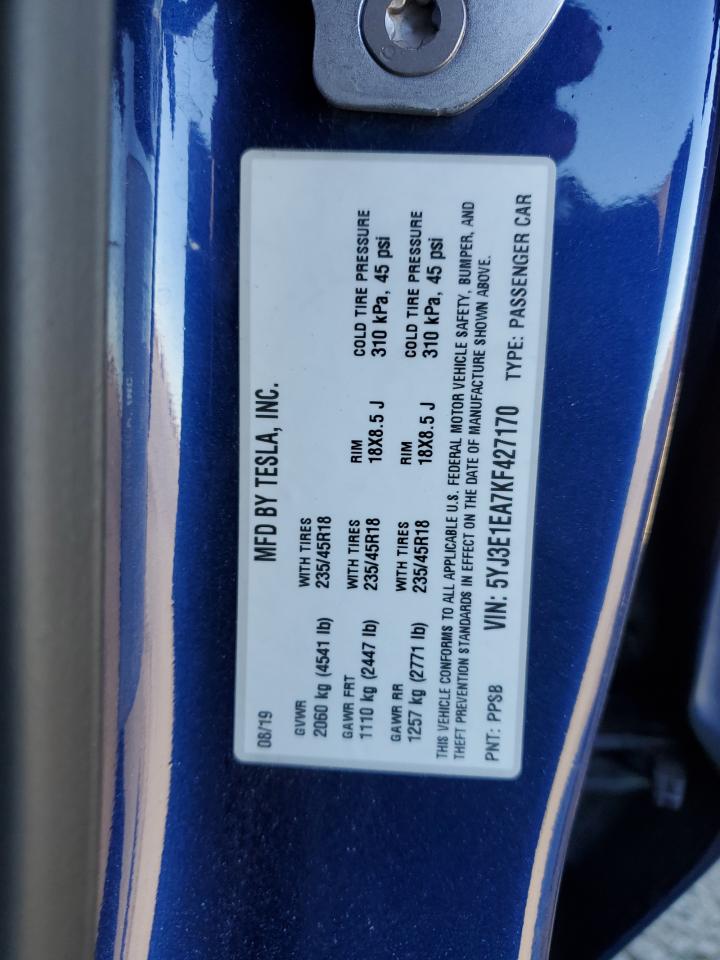 08/19 MFD BY TESLA, INC.
GVWR WITH TIRES
2060 kg (4541 lb) 235/45R18
GAWR FRT WITH TIRES RIM COLD TIRE PRESSURE
1110 kg (2447 lb) 235/45R18 18X8.5 J 310 kPa, 45 psi
GAWR RR WITH TIRES RIM COLD TIRE PRESSURE
1257 kg (2771 lb) 235/45R18 18X8.5 J 310 kPa, 45 psi
THIS VEHICLE CONFORMS TO ALL APPLICABLE U.S. FEDERAL MOTOR VEHICLE SAFETY, BUMPER, AND
THEFT PREVENTION STANDARDS IN EFFECT ON THE DATE OF MANUFACTURE SHOWN ABOVE.
PNT: PPSB VIN: 5YJ3E1EA7KF427170 TYPE: PASSENGER CAR